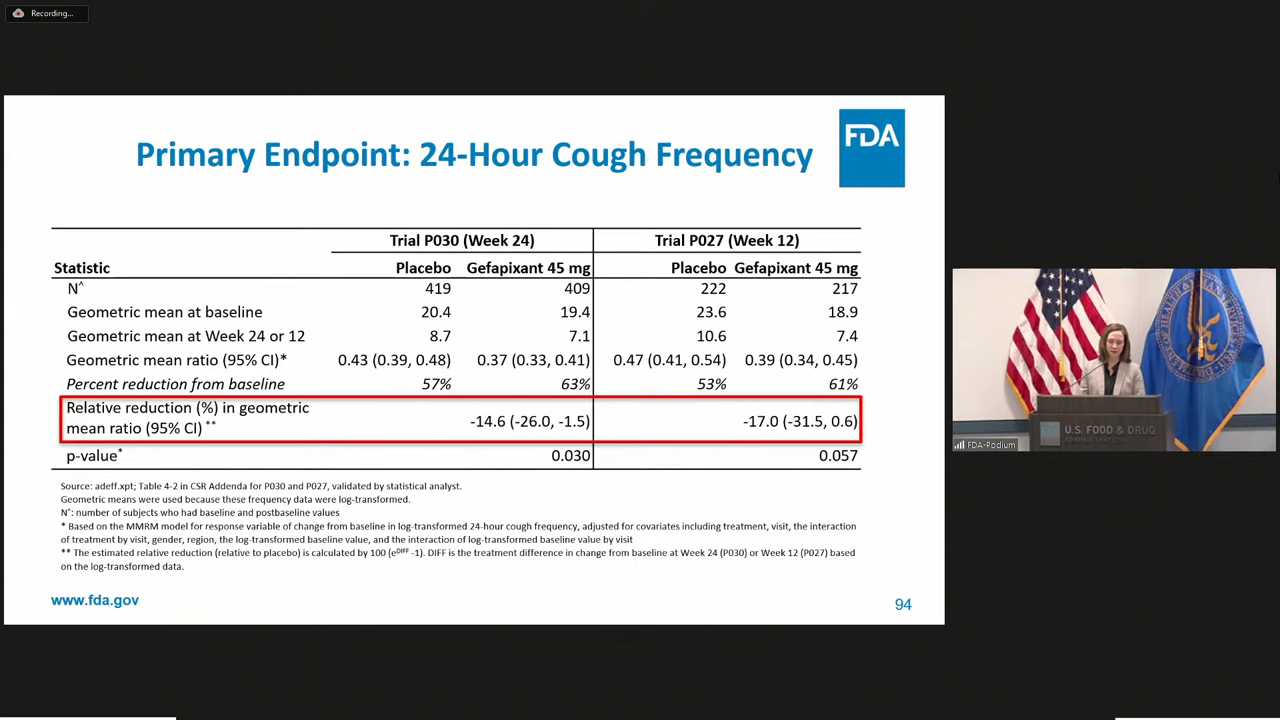 Recording...
Primary Endpoint: 24-Hour Cough Frequency
FDA
Trial P030 (Week 24) Trial P027 (Week 12)
Statistic Placebo Gefapixant 45 mg Placebo Gefapixant 45 mg
N^ 419 409 222 217
Geometric mean at baseline 20.4 19.4 23.6 18.9
Geometric mean at Week 24 or 12 8.7 7.1 10.6 7.4
Geometric mean ratio (95% CI)* 0.43 (0.39, 0.48) 0.37 (0.33, 0.41) 0.47 (0.41, 0.54) 0.39 (0.34, 0.45)
Percent reduction from baseline 57% 63% 53% 61%
Relative reduction (%) in geometric
mean ratio (95% CI) ** -14.6 (-26.0, -1.5) -17.0 (-31.5, 0.6)
p-value* 0.030 0.057
Source: adeff.xpt; Table 4-2 in CSR Addenda for P030 and P027, validated by statistical analyst.
Geometric means were used because these frequency data were log-transformed.
N^: number of subjects who had baseline and postbaseline values
* Based on the MMRM model for response variable of change from baseline in log-transformed 24-hour cough frequency, adjusted for covariates including treatment, visit, the interaction
of treatment by visit, gender, region, the log-transformed baseline value, and the interaction of log-transformed baseline value by visit
** The estimated relative reduction (relative to placebo) is calculated by 100 (e^DIFF -1). DIFF is the treatment difference in change from baseline at Week 24 (P030) or Week 12 (P027) based
on the log-transformed data.
www.fda.gov
94
U.S. FOOD & DRUG
ADMINISTRATION
FDA-Podium